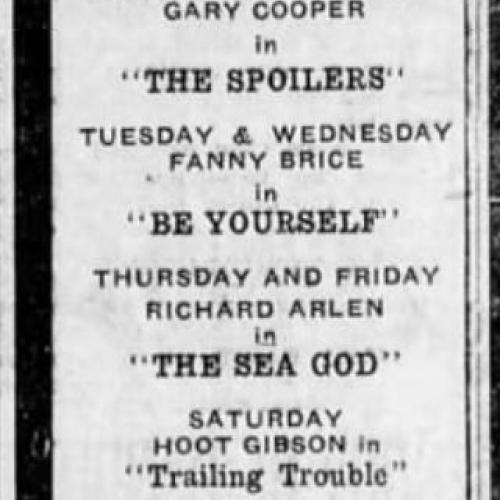 GARY COOPER
in
"THE SPOILERS"
TUESDAY & WEDNESDAY
FANNY BRICE
in
"BE YOURSELF"
THURSDAY AND FRIDAY
RICHARD ARLEN
in
"THE SEA GOD"
SATURDAY
HOOT GIBSON in
"Trailing Trouble"